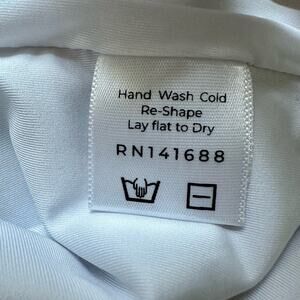 Hand Wash Cold
Re-Shape
Lay flat to Dry
RN141688